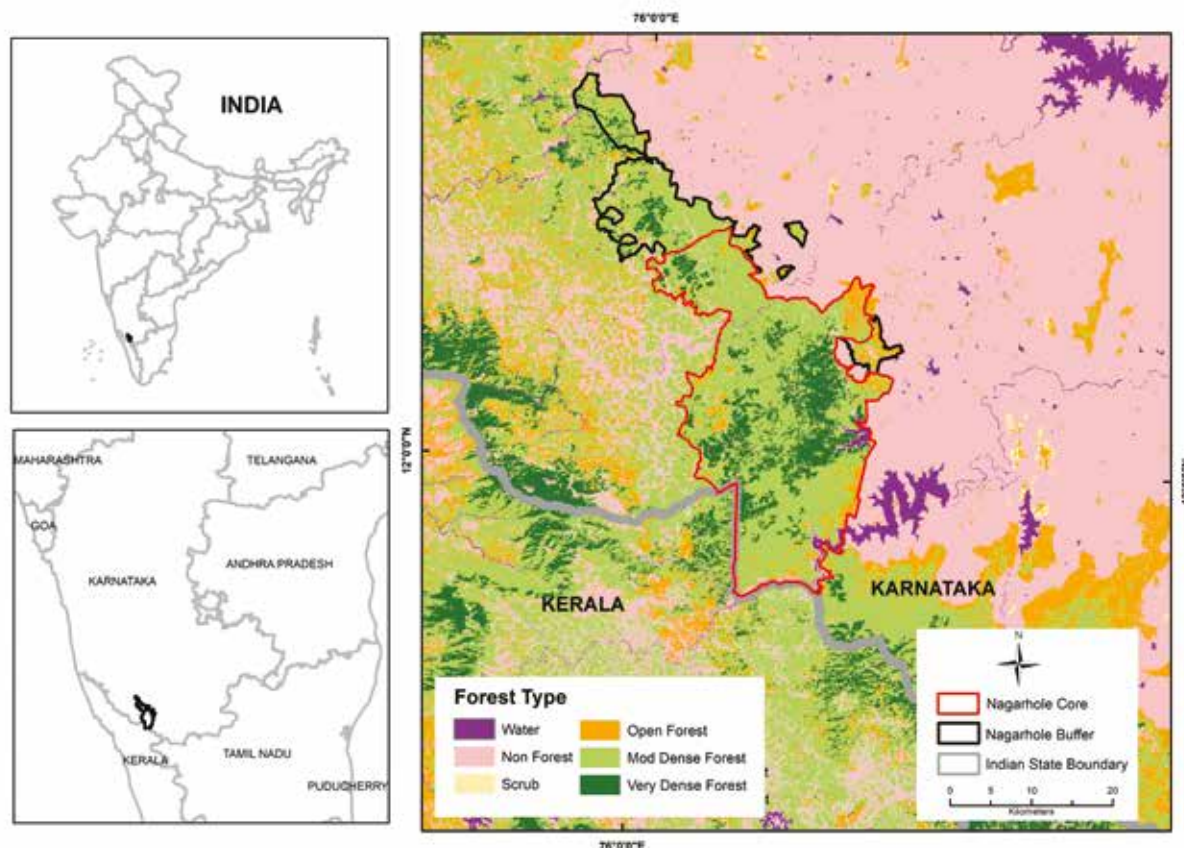 76°0'0"E
INDIA
MAHARASHTRA
TELANGANA
GOA
KARNATAKA
ANDHRA PRADESH
KERALA
TAMIL NADU
PUDUCHERRY
12°0'0"N
KERALA
KARNATAKA
Forest Type
Water
Non Forest
Scrub
Open Forest
Mod Dense Forest
Very Dense Forest
N
Nagarhole Core
Nagarhole Buffer
Indian State Boundary
0 5 10 20
Kilometers
76°0'0"E